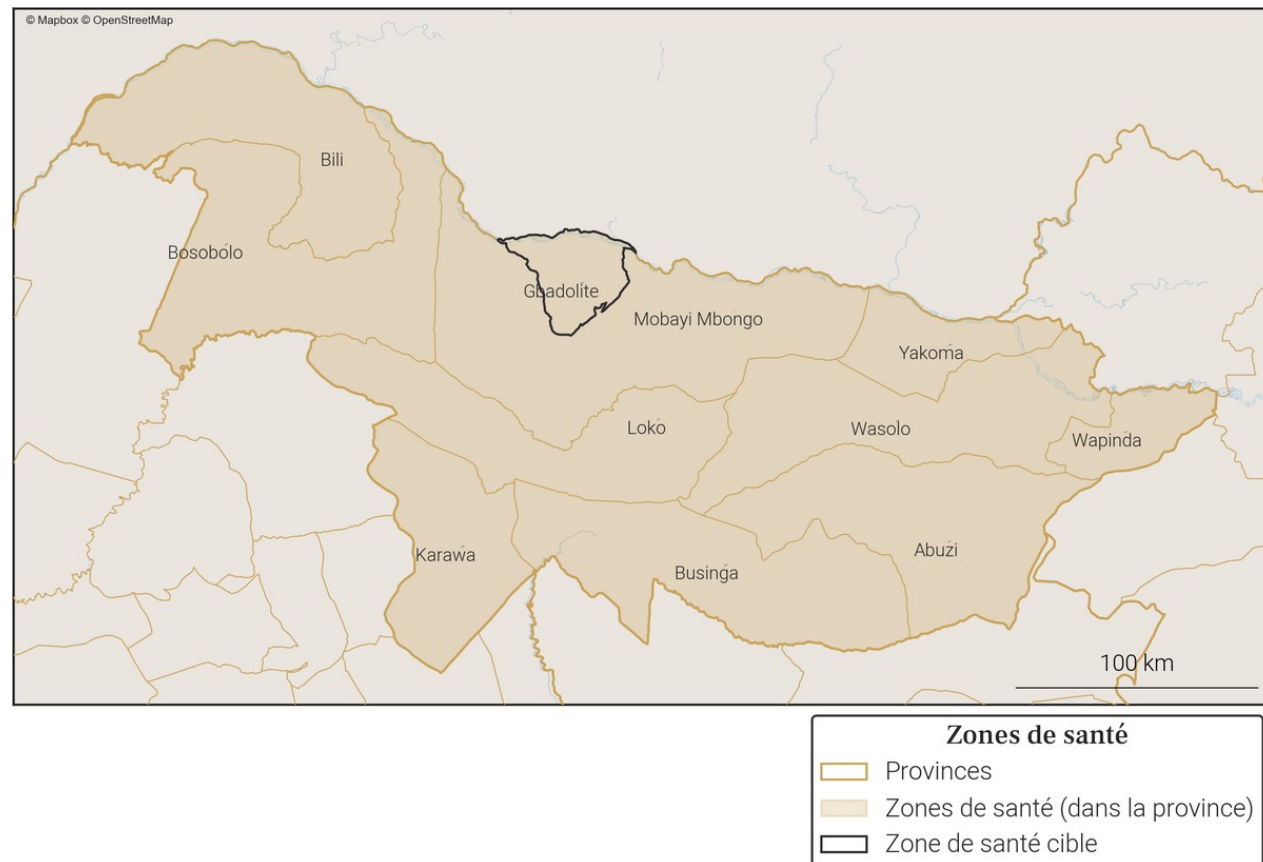 © Mapbox © OpenStreetMap
Bili
Bosobolo
Gbadolite
Mobayi Mbongo
Yakoma
Loko
Wasolo
Wapinda
Karawa
Abuzi
Businga
100 km
Zones de santé
Provinces
Zones de santé (dans la province)
Zone de santé cible